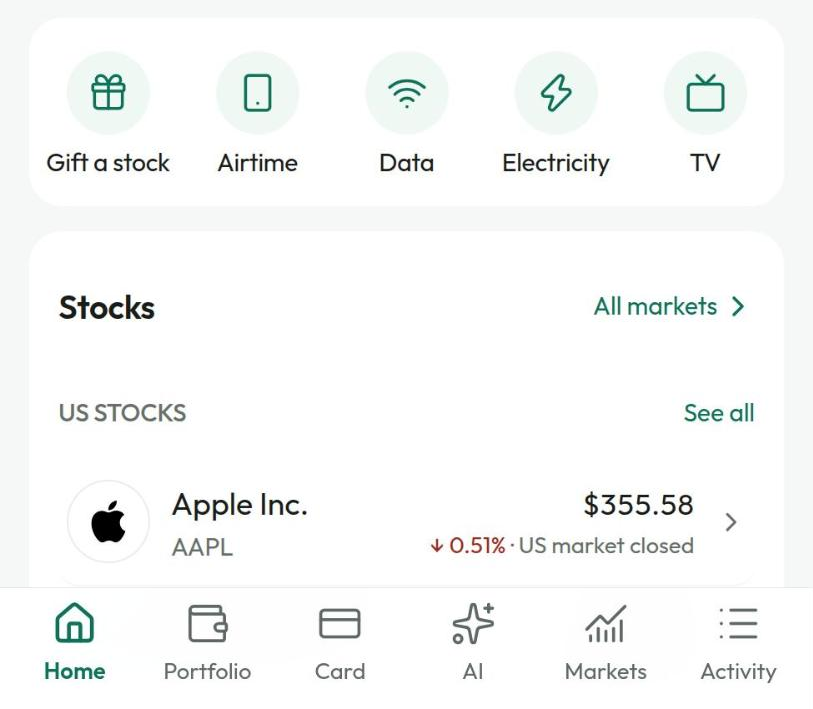 Gift a stock
Airtime
Data
Electricity
TV
Stocks
All markets
US STOCKS
See all
Apple Inc.
$355.58
AAPL
0.51% · US market closed
Home
Portfolio
Card
AI
Markets
Activity